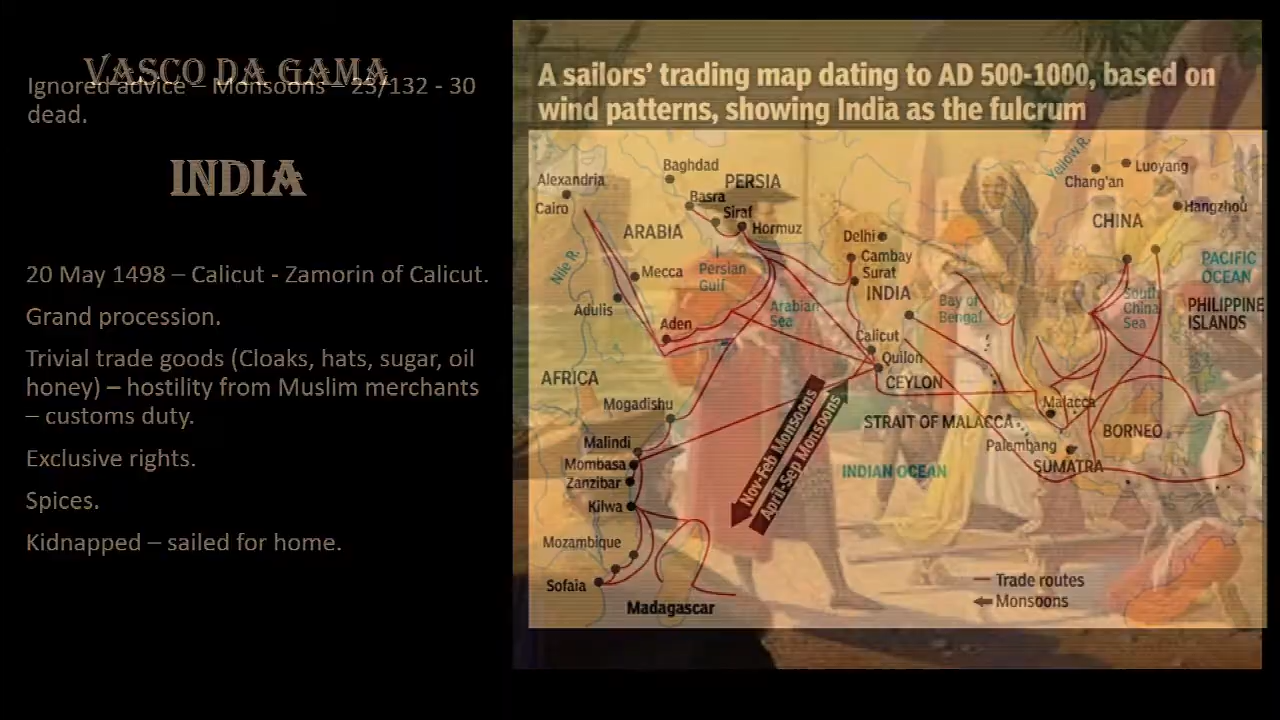 VASCO DA GAMA
Ignored advice – Monsoons – 23/132 - 30
dead.
INDIA
20 May 1498 – Calicut - Zamorin of Calicut.
Grand procession.
Trivial trade goods (Cloaks, hats, sugar, oil
honey) – hostility from Muslim merchants
– customs duty.
Exclusive rights.
Spices.
Kidnapped – sailed for home.
A sailors' trading map dating to AD 500-1000, based on
wind patterns, showing India as the fulcrum
Baghdad
PERSIA
Alexandria
Cairo
Basra
Siraf
Hormuz
ARABIA
Nile R.
Mecca
Persian
Gulf
Adulis
Aden
Arabian
Sea
Delhi
Cambay
Surat
INDIA
Bay of
Bengal
Calicut
Quilon
CEYLON
Yellow R.
Luoyang
Chang'an
Hangzhou
CHINA
PACIFIC
OCEAN
South
China
Sea
PHILIPPINE
ISLANDS
AFRICA
Mogadishu
Malindi
Mombasa
Zanzibar
Kilwa
Mozambique
Sofaia
Madagascar
Nov-Feb Monsoons
April-Sep Monsoons
STRAIT OF MALACCA
Malacca
Palembang
BORNEO
SUMATRA
INDIAN OCEAN
Trade routes
Monsoons